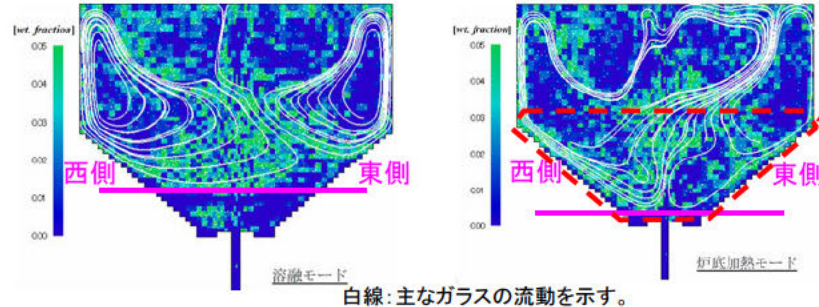 [wt. fraction]
0.05
0.04
0.03
0.02
0.01
0.00
西側
東側
溶融モード
[wt. fraction]
0.05
0.04
0.03
0.02
0.01
0.00
西側
東側
炉底加熱モード
白線:主なガラスの流動を示す。